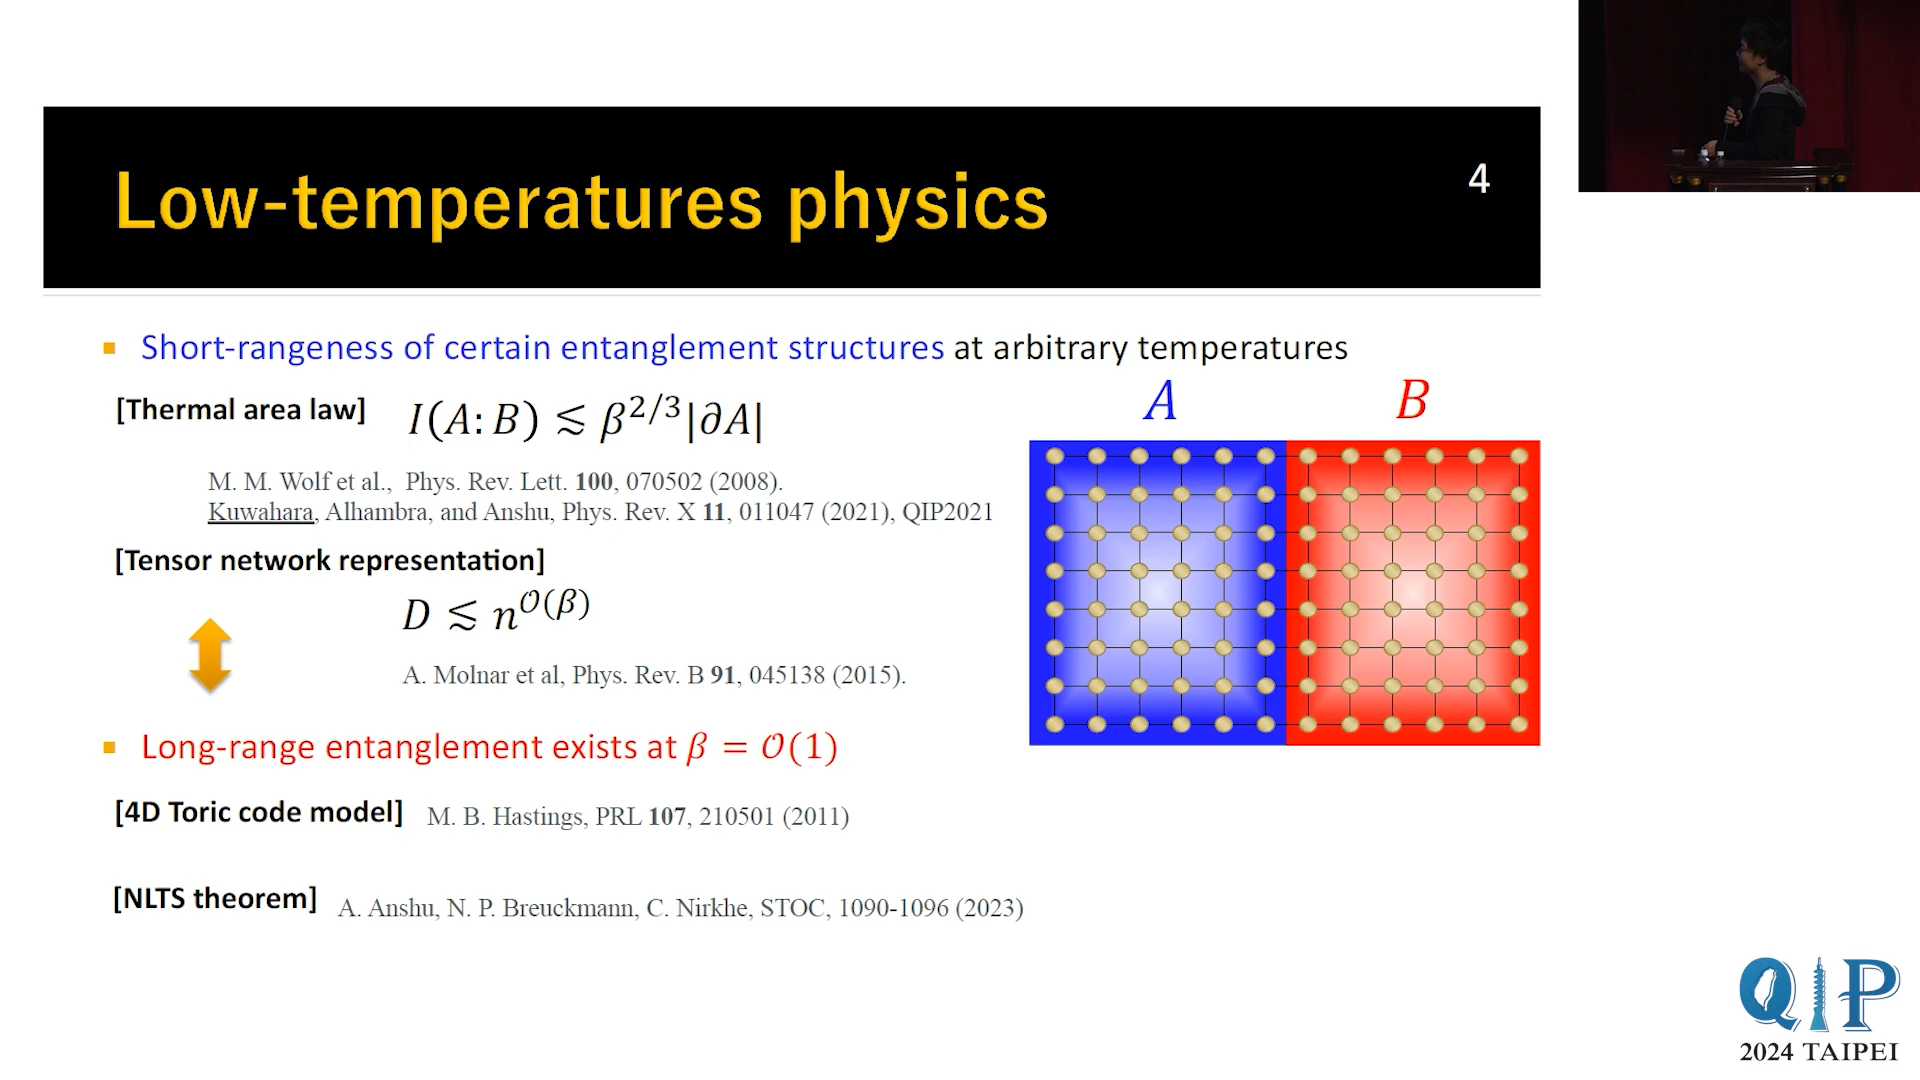 Low-temperatures physics
4
Short-rangeness of certain entanglement structures at arbitrary temperatures
[Thermal area law] I(A:B) ≲ β^{2/3}|∂A|
M. M. Wolf et al., Phys. Rev. Lett. 100, 070502 (2008).
Kuwahara, Alhambra, and Anshu, Phys. Rev. X 11, 011047 (2021), QIP2021
[Tensor network representation]
D ≲ n^{𝒪(β)}
A. Molnar et al, Phys. Rev. B 91, 045138 (2015).
A B
Long-range entanglement exists at β = 𝒪(1)
[4D Toric code model] M. B. Hastings, PRL 107, 210501 (2011)
[NLTS theorem] A. Anshu, N. P. Breuckmann, C. Nirkhe, STOC, 1090-1096 (2023)
QIP
2024 TAIPEI